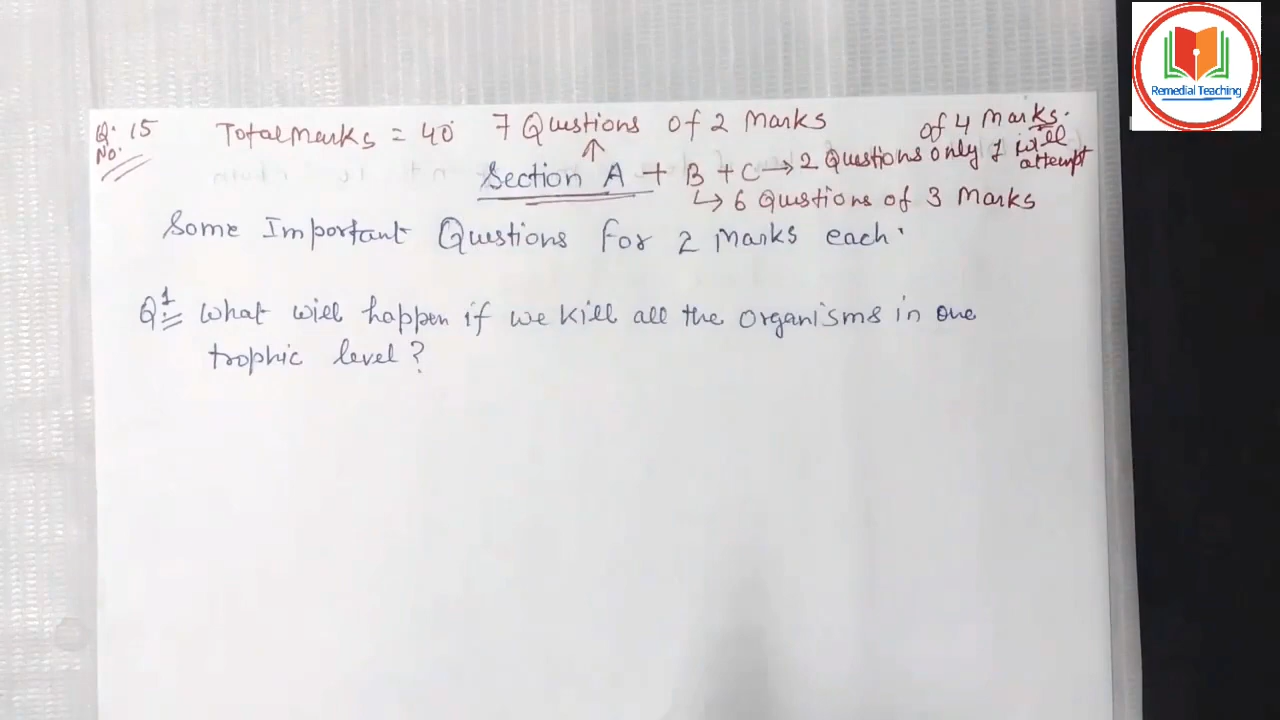 Remedial Teaching
Q. No. 15
Total Marks = 40 7 Questions of 2 Marks
Section A + B + C → 2 Questions only 1 will attempt of 4 Marks.
↳ 6 Questions of 3 Marks
Some Important Questions for 2 Marks each.
Q.1 What will happen if we kill all the organisms in one
trophic level?